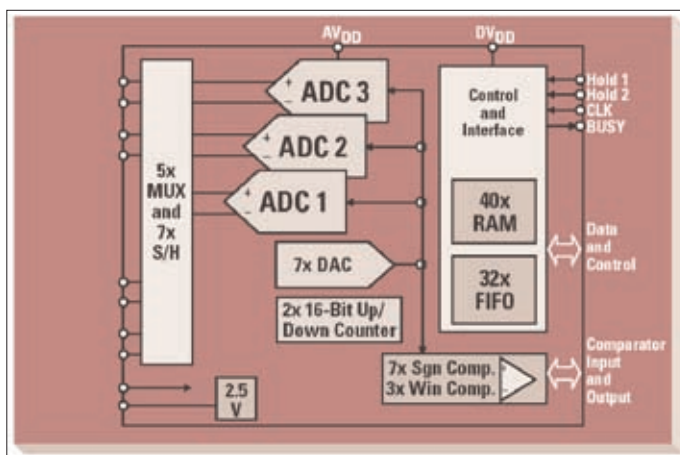 AVDD DVDD
5x
MUX
and
7x
S/H
+
−
ADC 3
+
−
ADC 2
+
−
ADC 1
7x DAC
2x 16-Bit Up/
Down Counter
2.5
V
Control
and
Interface
40x
RAM
32x
FIFO
7x Sgn Comp.
3x Win Comp.
+
−
Hold 1
Hold 2
CLK
BUSY
Data
and
Control
Comparator
Input
and
Output